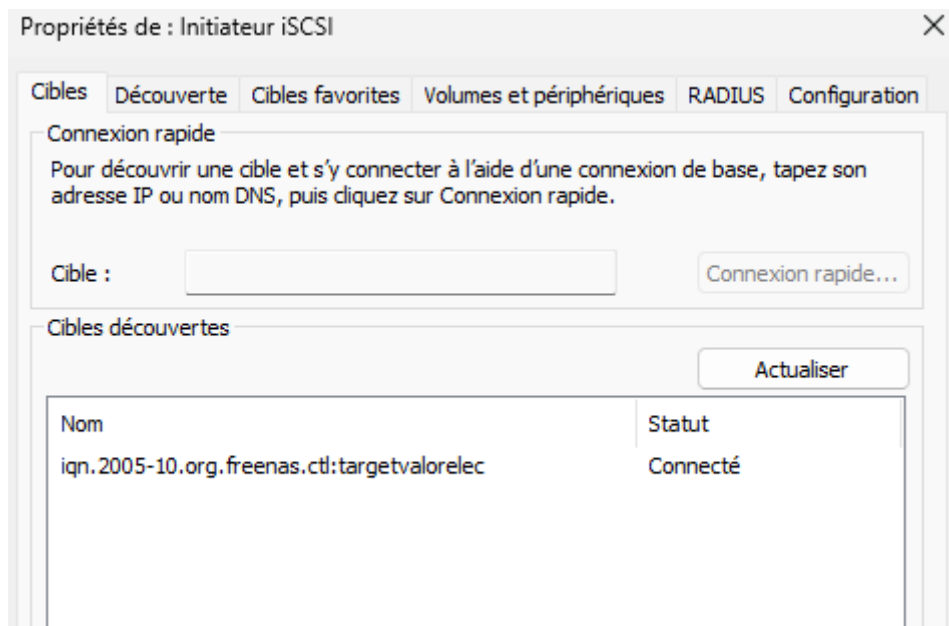 Propriétés de : Initiateur iSCSI
Cibles Découverte Cibles favorites Volumes et périphériques RADIUS Configuration
Connexion rapide
Pour découvrir une cible et s’y connecter à l’aide d’une connexion de base, tapez son
adresse IP ou nom DNS, puis cliquez sur Connexion rapide.
Cible : Connexion rapide...
Cibles découvertes
Actualiser
Nom Statut
iqn.2005-10.org.freenas.ctl:targetvalorelec Connecté